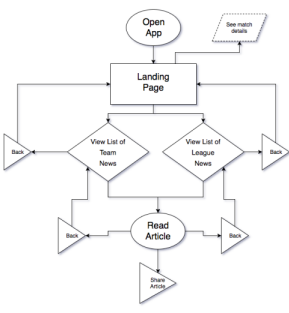 Open
App
See match
details
Landing
Page
View List of
Team
News
View List of
League
News
Back
Back
Back
Read
Article
Back
Share
Article